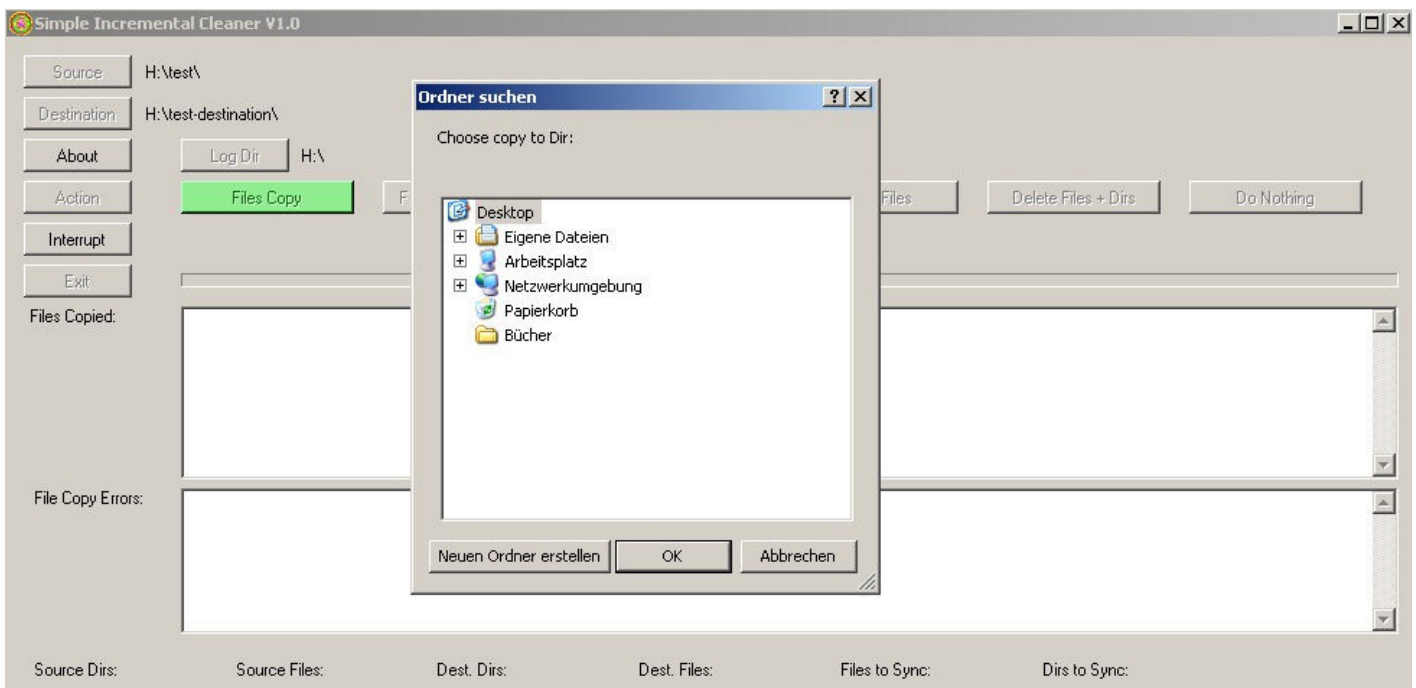 Simple Incremental Cleaner V1.0
Source H:\test\
Destination H:\test-destination\
About Log Dir H:\
Action Files Copy F Files Delete Files + Dirs Do Nothing
Interrupt
Exit
Files Copied:
File Copy Errors:
Source Dirs: Source Files: Dest. Dirs: Dest. Files: Files to Sync: Dirs to Sync:
Ordner suchen
Choose copy to Dir:
Desktop
Eigene Dateien
Arbeitsplatz
Netzwerkumgebung
Papierkorb
Bücher
Neuen Ordner erstellen OK Abbrechen